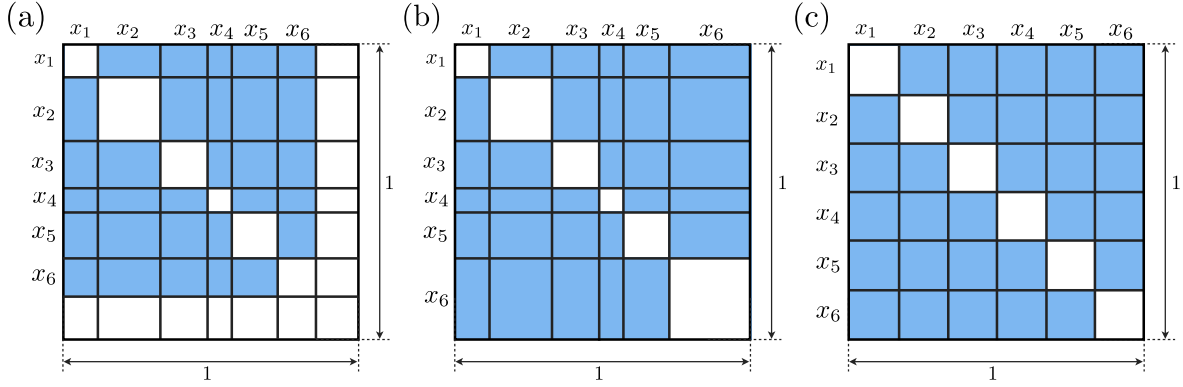 (a)
x₁ x₂ x₃ x₄ x₅ x₆
x₁
x₂
x₃
x₄
x₅
x₆
1
1
(b)
x₁ x₂ x₃ x₄ x₅ x₆
x₁
x₂
x₃
x₄
x₅
x₆
1
1
(c)
x₁ x₂ x₃ x₄ x₅ x₆
x₁
x₂
x₃
x₄
x₅
x₆
1
1